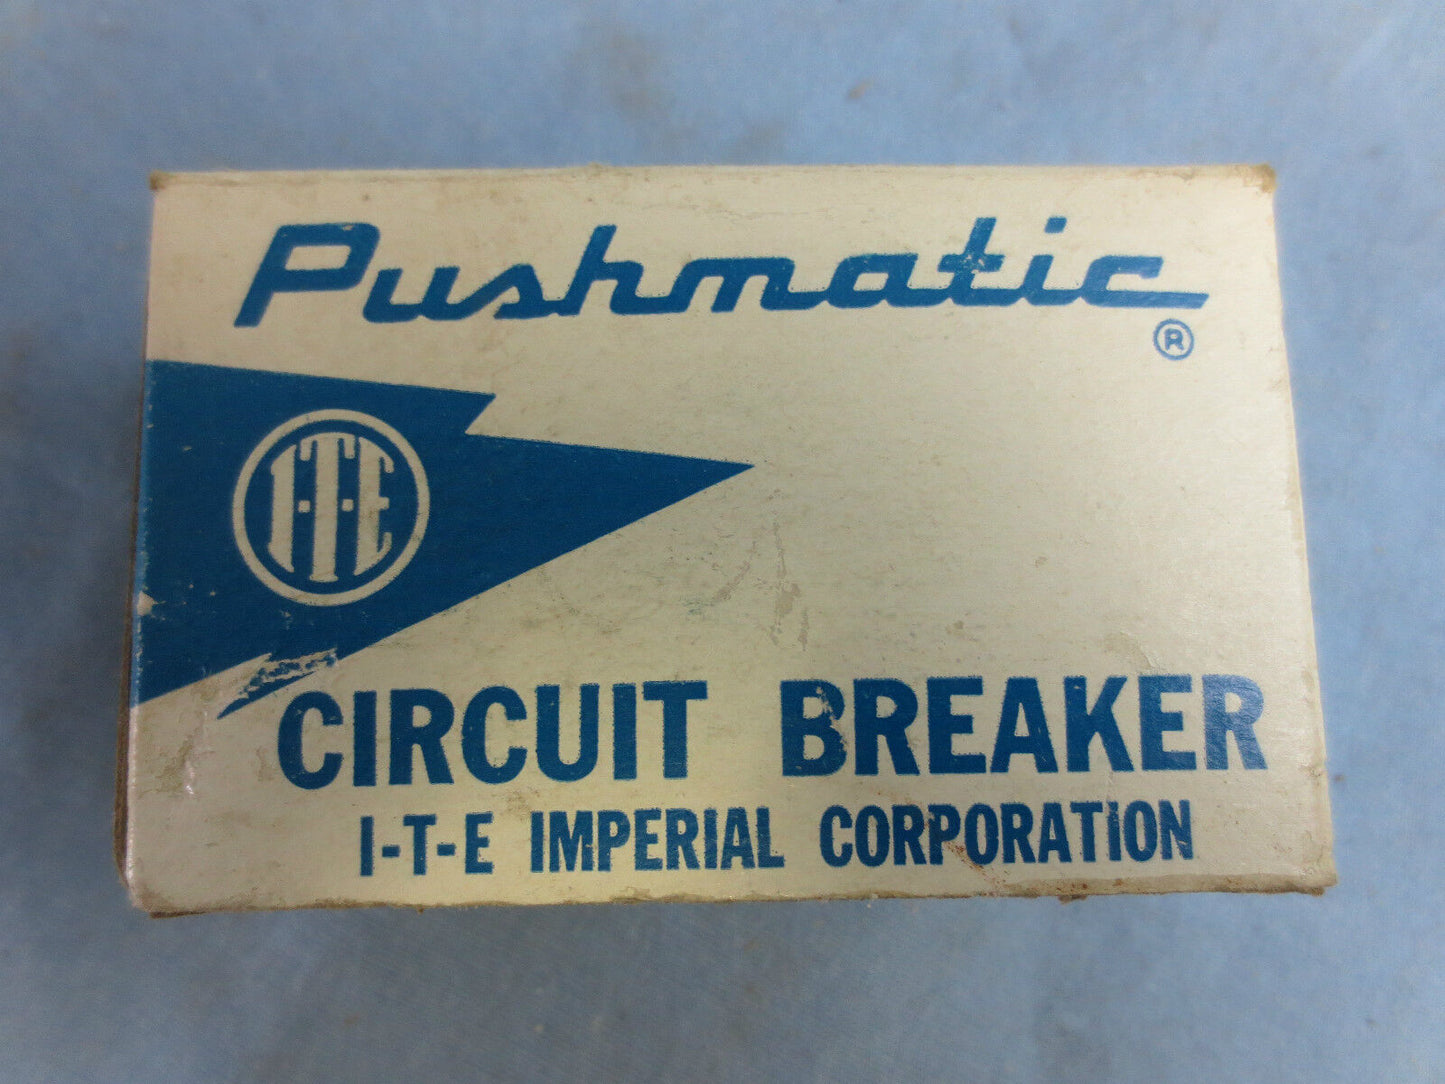 Pushmatic
®
I-T-E
CIRCUIT BREAKER
I-T-E IMPERIAL CORPORATION